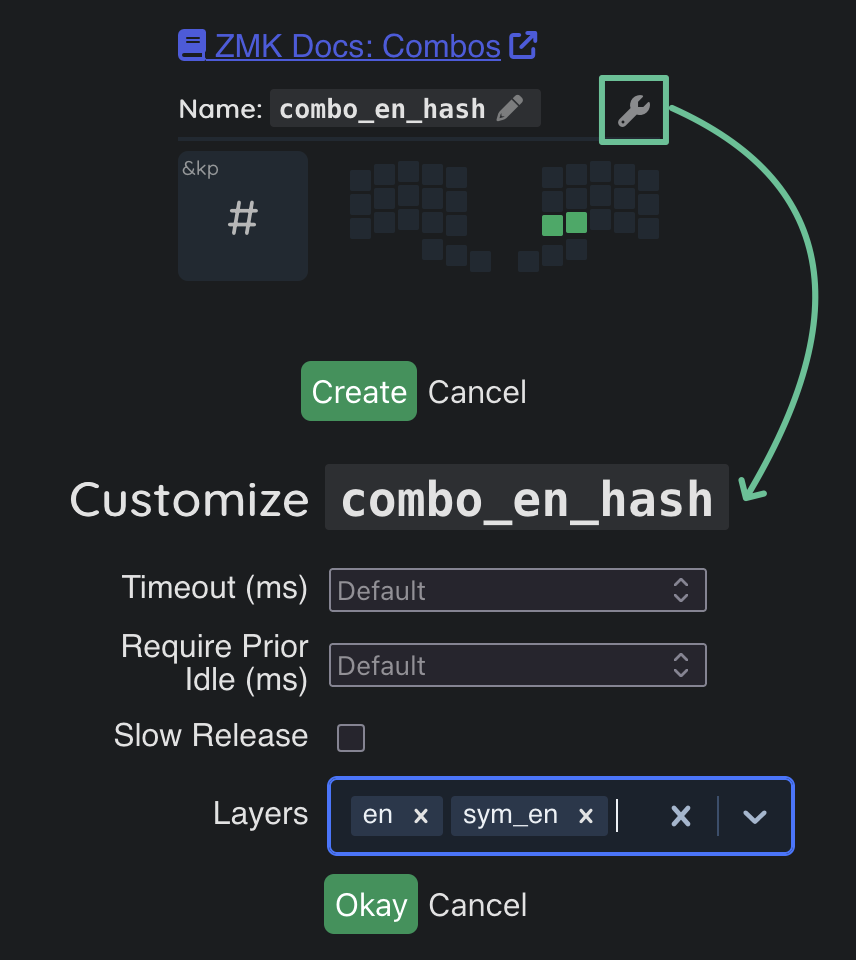 ZMK Docs: Combos
Name: combo_en_hash
&kp
#
Create Cancel
Customize combo_en_hash
Timeout (ms) Default
Require Prior
Idle (ms) Default
Slow Release
Layers en × sym_en ×
Okay Cancel